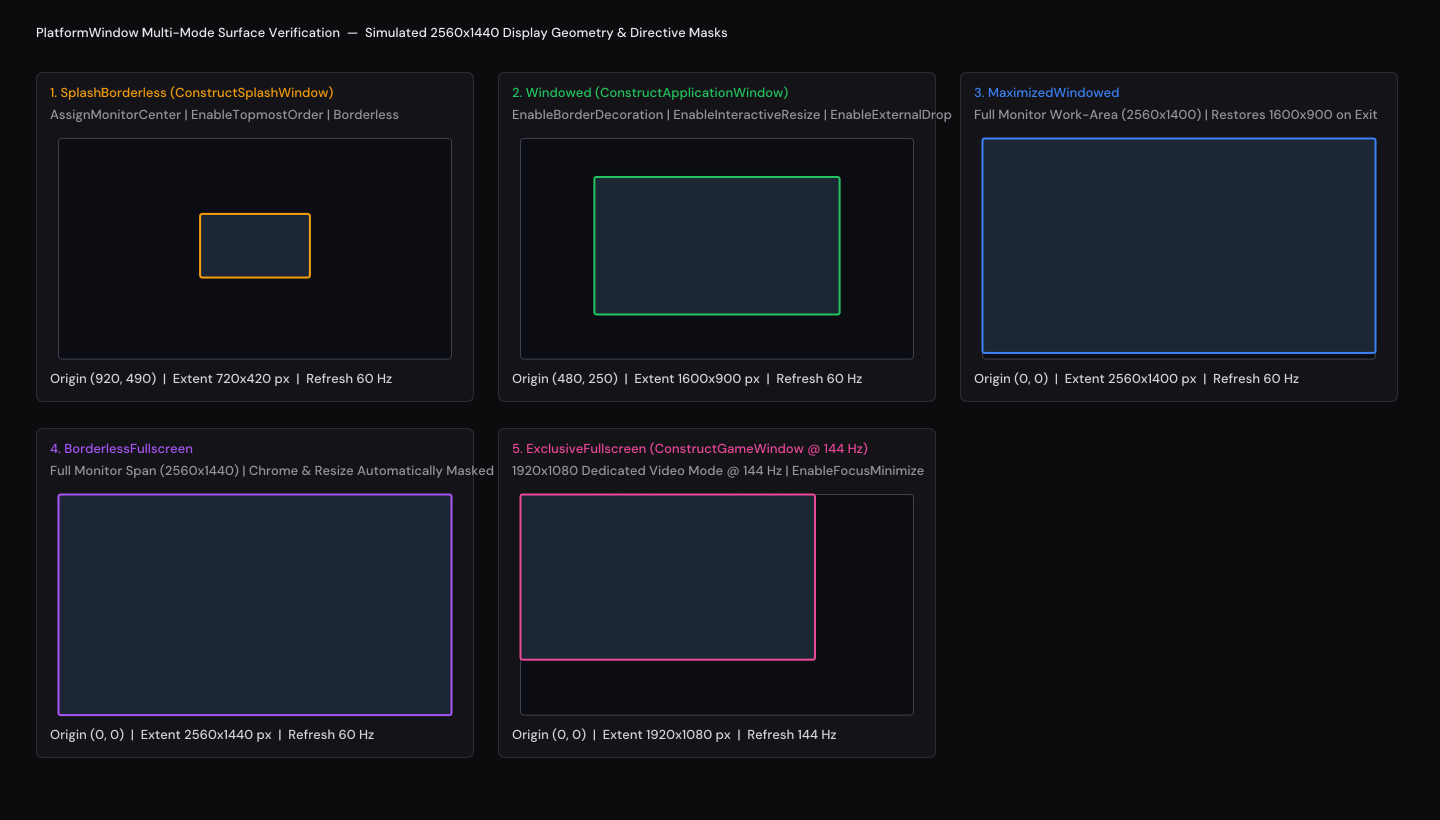 PlatformWindow Multi-Mode Surface Verification — Simulated 2560x1440 Display Geometry & Directive Masks
1. SplashBorderless (ConstructSplashWindow)
AssignMonitorCenter | EnableTopmostOrder | Borderless
Origin (920, 490) | Extent 720x420 px | Refresh 60 Hz
2. Windowed (ConstructApplicationWindow)
EnableBorderDecoration | EnableInteractiveResize | EnableExternalDrop
Origin (480, 250) | Extent 1600x900 px | Refresh 60 Hz
3. MaximizedWindowed
Full Monitor Work-Area (2560x1400) | Restores 1600x900 on Exit
Origin (0, 0) | Extent 2560x1400 px | Refresh 60 Hz
4. BorderlessFullscreen
Full Monitor Span (2560x1440) | Chrome & Resize Automatically Masked
Origin (0, 0) | Extent 2560x1440 px | Refresh 60 Hz
5. ExclusiveFullscreen (ConstructGameWindow @ 144 Hz)
1920x1080 Dedicated Video Mode @ 144 Hz | EnableFocusMinimize
Origin (0, 0) | Extent 1920x1080 px | Refresh 144 Hz